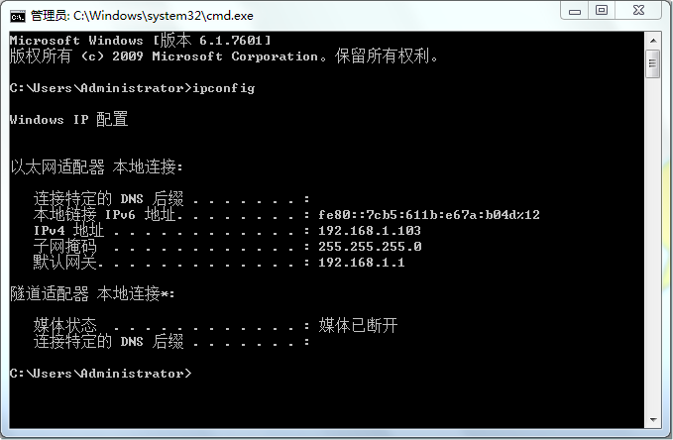 管理员: C:\Windows\system32\cmd.exe
Microsoft Windows [版本 6.1.7601]
版权所有 (c) 2009 Microsoft Corporation。保留所有权利。
C:\Users\Administrator>ipconfig
Windows IP 配置
以太网适配器 本地连接:
连接特定的 DNS 后缀 . . . . . . . :
本地链接 IPv6 地址. . . . . . . . : fe80::7cb5:611b:e67a:b04d%12
IPv4 地址 . . . . . . . . . . . . : 192.168.1.103
子网掩码 . . . . . . . . . . . . : 255.255.255.0
默认网关. . . . . . . . . . . . . : 192.168.1.1
隧道适配器 本地连接*:
媒体状态 . . . . . . . . . . . . : 媒体已断开
连接特定的 DNS 后缀 . . . . . . . :
C:\Users\Administrator>